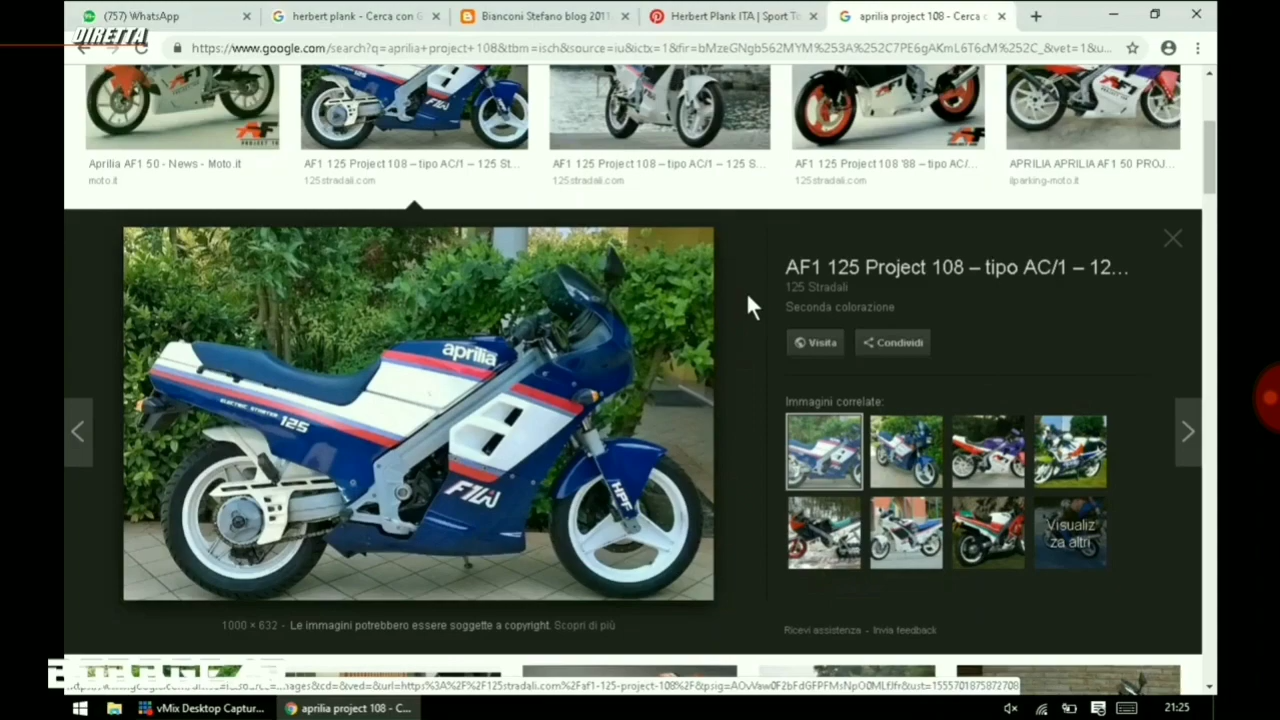 (757) WhatsApp
herbert plank - Cerca con G
Bianconi Stefano blog 2011
Herbert Plank ITA | Sport To
aprilia project 108 - Cerca c
DIRETTA
https://www.google.com/search?q=aprilia+project+108&tbm=isch&source=iu&ictx=1&fir=bMzeGNgb562MYM%253A%252C7PE6gAKmL6T6cM%252C_&vet=1&u...
Aprilia AF1 50 - News - Moto.it
moto.it
AF1 125 Project 108 – tipo AC/1 – 125 St...
125stradali.com
AF1 125 Project 108 – tipo AC/1 – 125 S...
125stradali.com
AF1 125 Project 108 '88 – tipo AC/...
125stradali.com
APRILIA APRILIA AF1 50 PROJ...
ilparking-moto.it
AF1 125 Project 108 – tipo AC/1 – 12...
125 Stradali
Seconda colorazione
Visita
Condividi
Immagini correlate:
Visualiz
za altri
aprilia
ELECTRIC STARTER 125
HPF
1000 × 632 - Le immagini potrebbero essere soggette a copyright. Scopri di più
Ricevi assistenza - Invia feedback
vMix Desktop Captur...
aprilia project 108 - C...
21:25